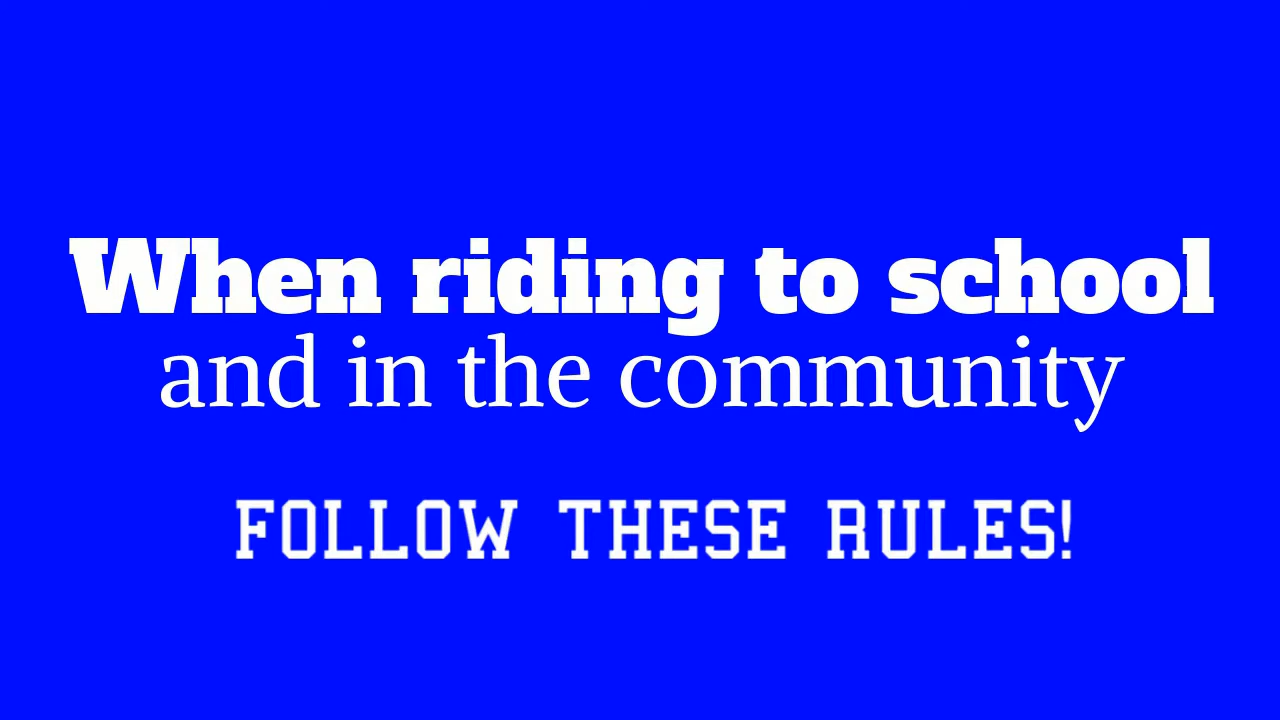 When riding to school
and in the community
FOLLOW THESE RULES!